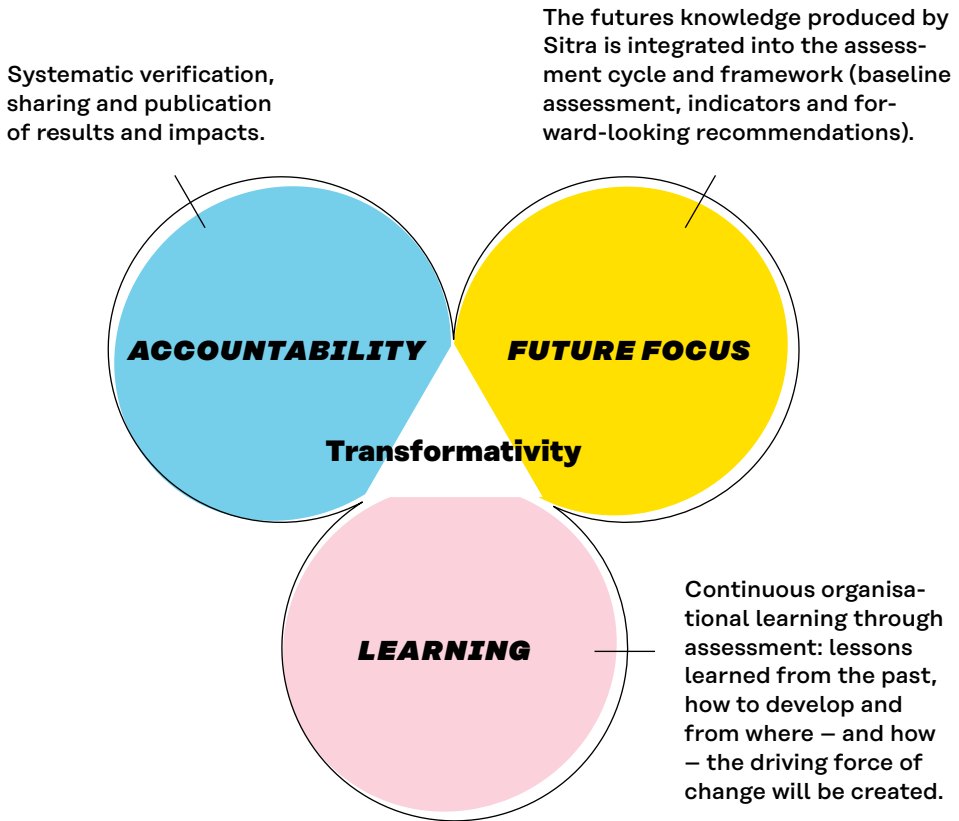 Systematic verification,
sharing and publication
of results and impacts.
The futures knowledge produced by
Sitra is integrated into the assess-
ment cycle and framework (baseline
assessment, indicators and for-
ward-looking recommendations).
ACCOUNTABILITY
FUTURE FOCUS
Transformativity
LEARNING
Continuous organisa-
tional learning through
assessment: lessons
learned from the past,
how to develop and
from where – and how
– the driving force of
change will be created.